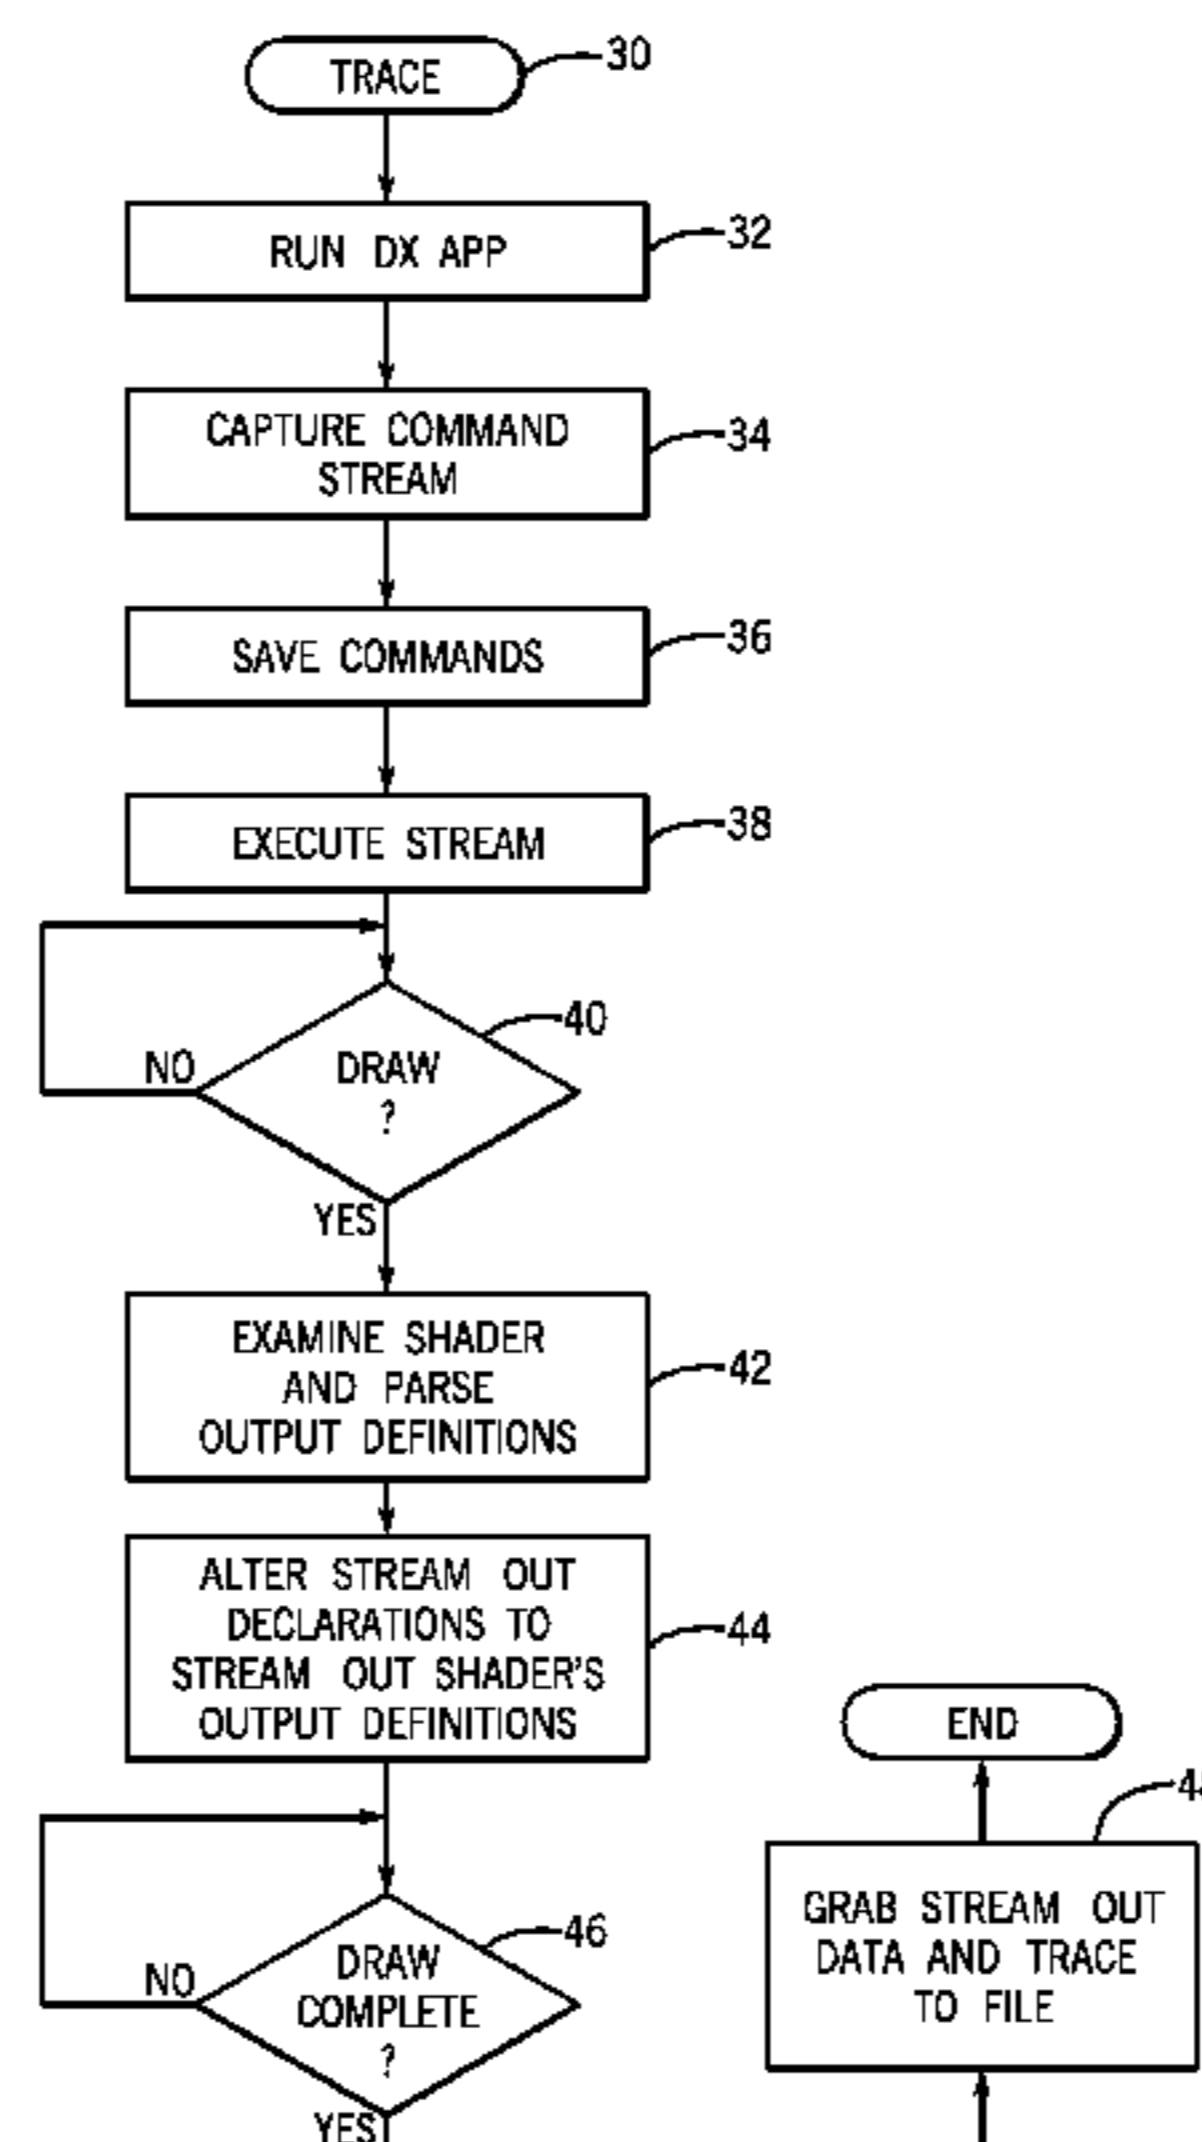 TRACE
30
RUN DX APP
32
CAPTURE COMMAND
STREAM
34
SAVE COMMANDS
36
EXECUTE STREAM
38
NO
DRAW
?
40
YES
EXAMINE SHADER
AND PARSE
OUTPUT DEFINITIONS
42
ALTER STREAM OUT
DECLARATIONS TO
STREAM OUT SHADER'S
OUTPUT DEFINITIONS
44
NO
DRAW
COMPLETE
?
46
YES
END
GRAB STREAM OUT
DATA AND TRACE
TO FILE